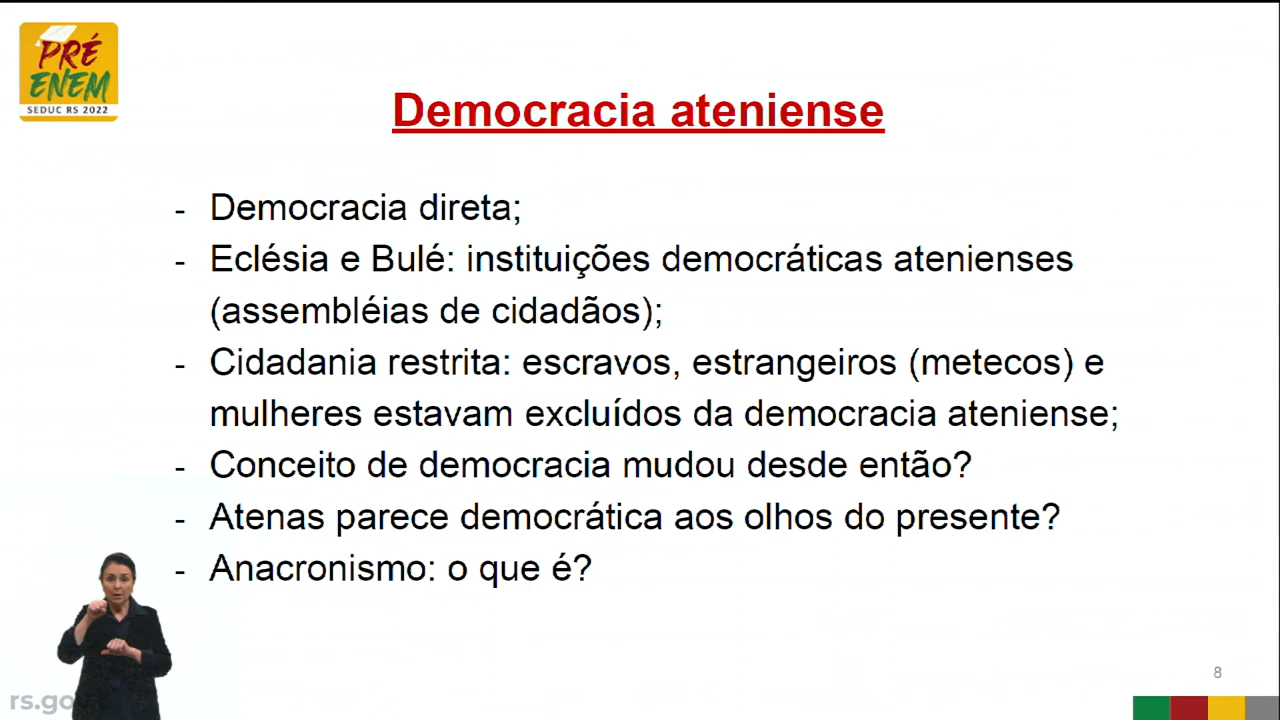 PRÉ
ENEM
SEDUC RS 2022
Democracia ateniense
- Democracia direta;
- Eclésia e Bulé: instituições democráticas atenienses
(assembléias de cidadãos);
- Cidadania restrita: escravos, estrangeiros (metecos) e
mulheres estavam excluídos da democracia ateniense;
- Conceito de democracia mudou desde então?
- Atenas parece democrática aos olhos do presente?
- Anacronismo: o que é?
8
rs.go